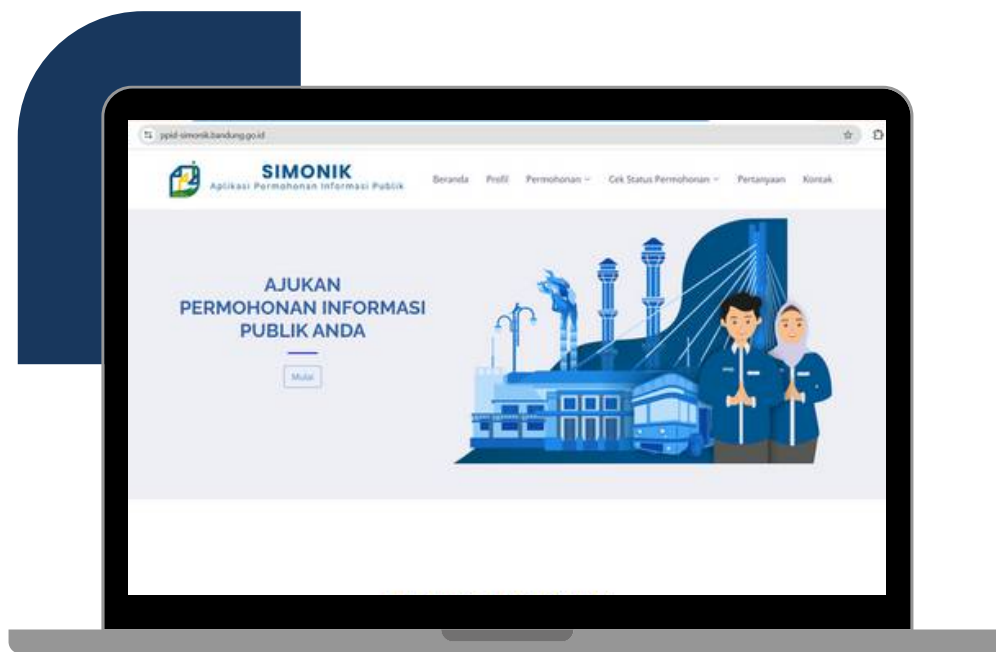 ppid-simonik.bandung.go.id
SIMONIK
Aplikasi Permohonan Informasi Publik
Beranda Profil Permohonan Cek Status Permohonan Pertanyaan Kontak
AJUKAN
PERMOHONAN INFORMASI
PUBLIK ANDA
Mulai